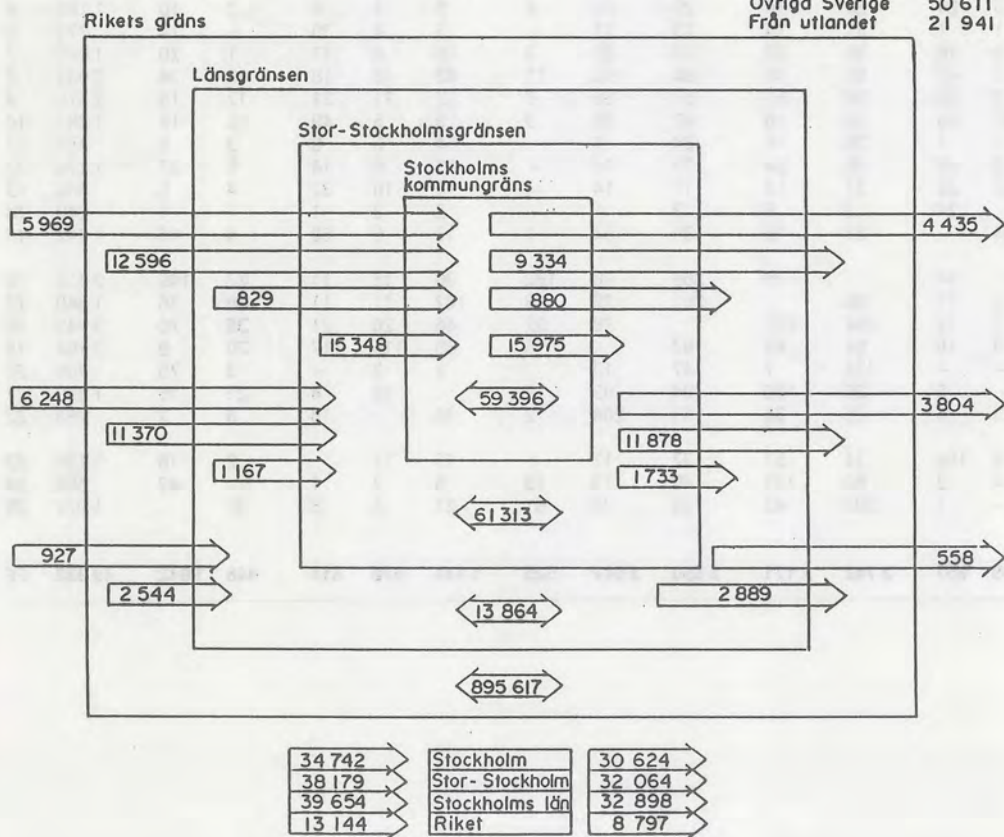 Övriga Sverige 50 611
Från utlandet 21 941
Rikets gräns
Länsgränsen
Stor-Stockholmsgränsen
Stockholms
kommungräns
5 969
4 435
12 596
9 334
829
880
15 348
15 975
6 248
59 396
3 804
11 370
11 878
1 167
1 733
61 313
927
558
2 544
2 889
13 864
895 617
34 742 Stockholm 30 624
38 179 Stor-Stockholm 32 064
39 654 Stockholms län 32 898
13 144 Riket 8 797